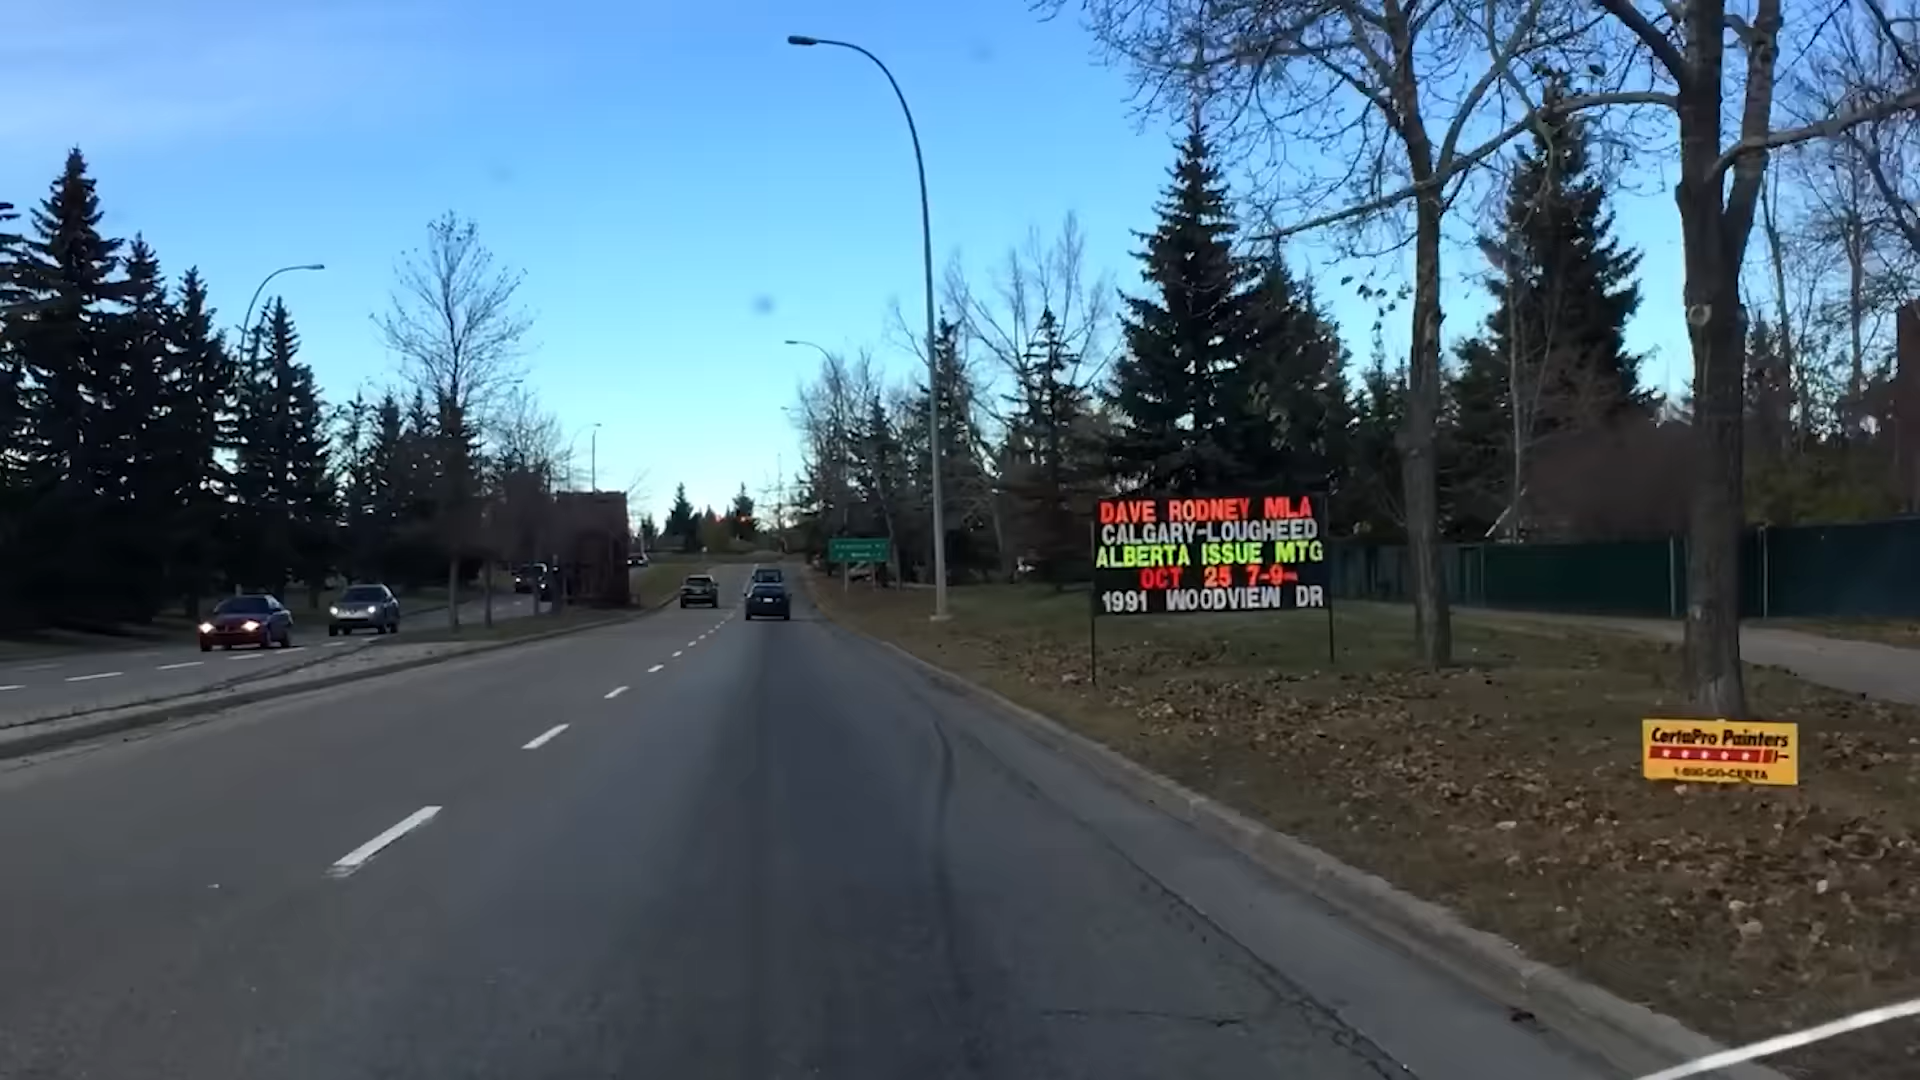 DAVE RODNEY MLA
CALGARY-LOUGHEED
ALBERTA ISSUE MTG
OCT 25 7-9
1991 WOODVIEW DR
CertaPro Painters
1-800-GO-CERTA